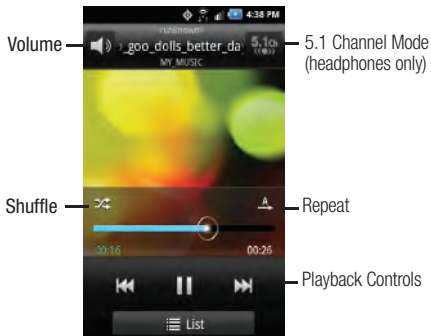 4:38 PM
<unknown>
Volume
_goo_dolls_better_da
5.1ch
5.1 Channel Mode
(headphones only)
MY_MUSIC
Shuffle
A
Repeat
00:16
00:26
Playback Controls
List